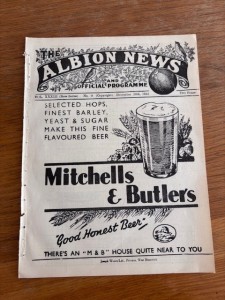 THE
ALBION NEWS
AND
OFFICIAL PROGRAMME
SELECTED HOPS,
FINEST BARLEY,
YEAST & SUGAR
MAKE THIS FINE
FLAVOURED BEER
Mitchells
& Butlers
"Good Honest Beer"
THERE'S AN "M & B" HOUSE QUITE NEAR TO YOU